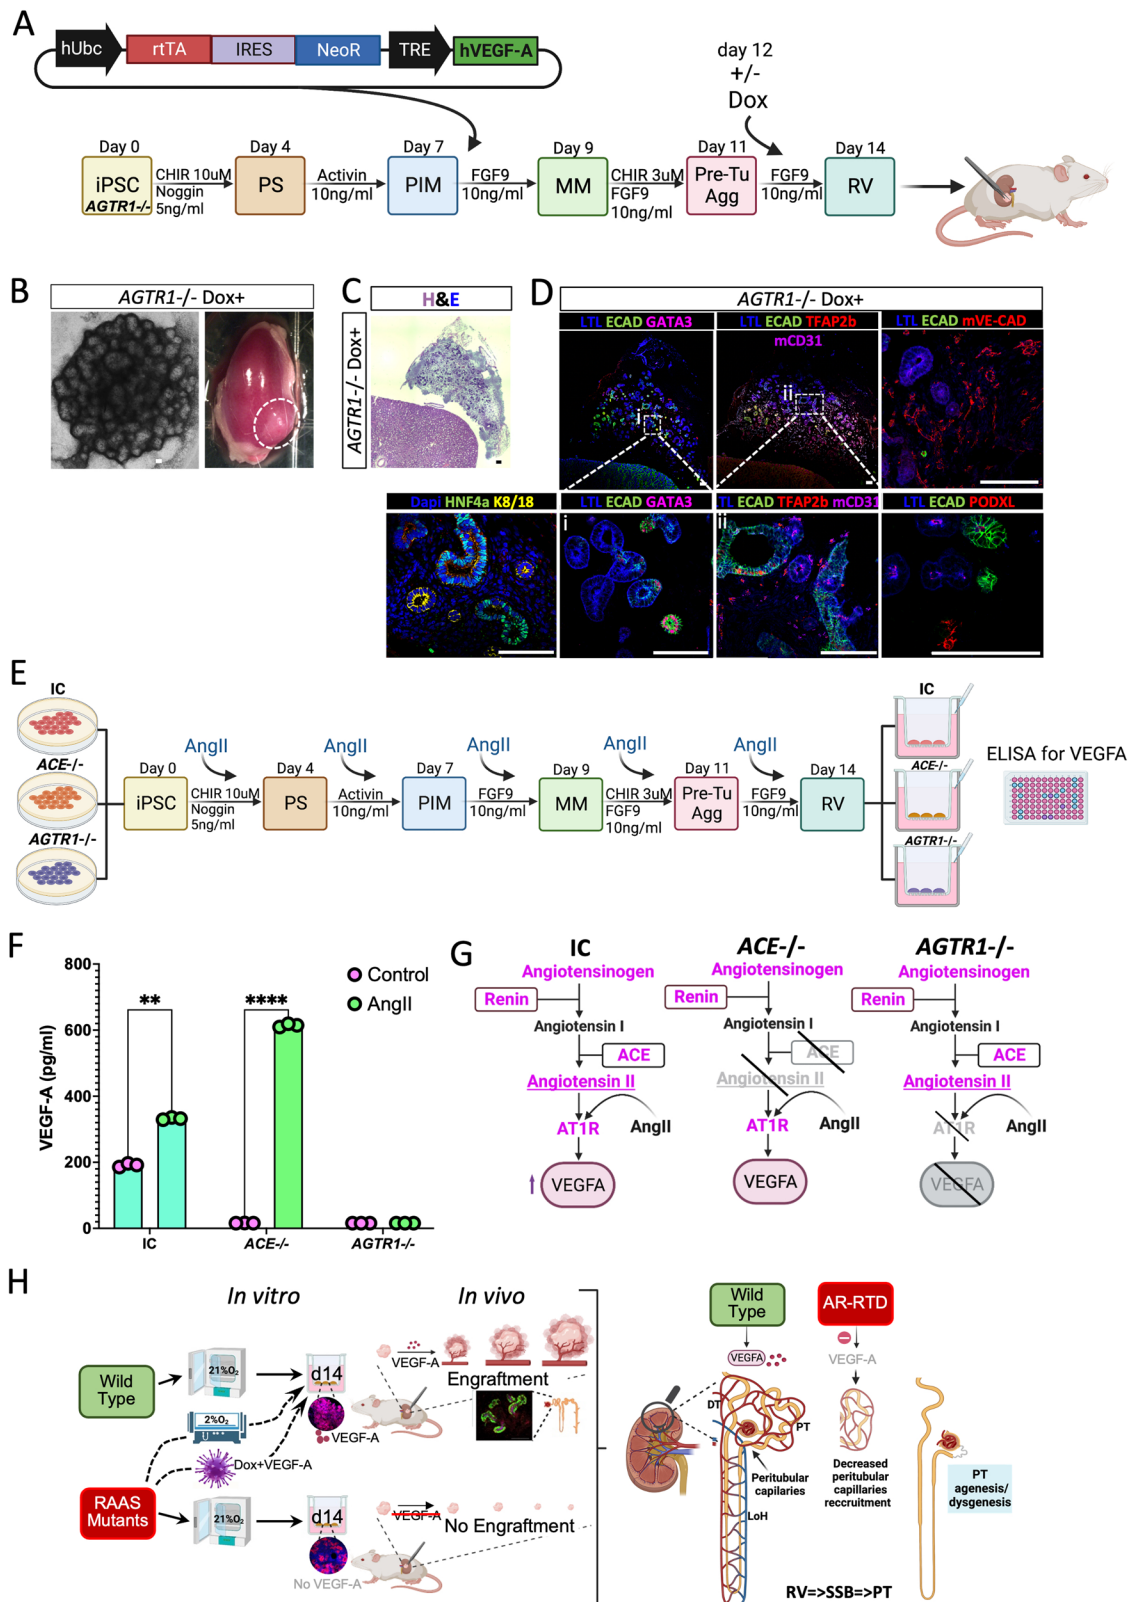 A
hUbc
rtTA
IRES
NeoR
TRE
hVEGF-A
day 12
+/-
Dox
Day 0
Day 4
Day 7
Day 9
Day 11
Day 14
iPSC
AGTR1-/-
CHIR 10uM
Noggin
5ng/ml
PS
Activin
10ng/ml
PIM
FGF9
10ng/ml
MM
CHIR 3uM
FGF9
10ng/ml
Pre-Tu
Agg
FGF9
10ng/ml
RV
B
AGTR1-/- Dox+
C
H&E
AGTR1-/- Dox+
D
AGTR1-/- Dox+
LTL ECAD GATA3
LTL ECAD TFAP2b
mCD31
LTL ECAD mVE-CAD
i
ii
Dapi HNF4a K8/18
LTL ECAD GATA3
i
TL ECAD TFAP2b mCD31
ii
LTL ECAD PODXL
E
IC
ACE-/-
AGTR1-/-
AngII
AngII
AngII
AngII
AngII
Day 0
Day 4
Day 7
Day 9
Day 11
Day 14
iPSC
CHIR 10uM
Noggin
5ng/ml
PS
Activin
10ng/ml
PIM
FGF9
10ng/ml
MM
CHIR 3uM
FGF9
10ng/ml
Pre-Tu
Agg
FGF9
10ng/ml
RV
IC
ACE-/-
AGTR1-/-
ELISA for VEGFA
F
VEGF-A (pg/ml)
800
600
400
200
0
**
****
Control
AngII
IC
ACE-/-
AGTR1-/-
G
IC
Angiotensinogen
Renin
Angiotensin I
ACE
Angiotensin II
AT1R
AngII
VEGFA
ACE-/-
Angiotensinogen
Renin
Angiotensin I
ACE
Angiotensin II
AT1R
AngII
VEGFA
AGTR1-/-
Angiotensinogen
Renin
Angiotensin I
ACE
Angiotensin II
AT1R
AngII
VEGFA
H
In vitro
In vivo
Wild
Type
21%O₂
2%O₂
Dox+VEGF-A
RAAS
Mutants
21%O₂
d14
VEGF-A
d14
No VEGF-A
VEGF-A
Engraftment
VEGF-A
No Engraftment
Wild
Type
VEGFA
DT
PT
Peritubular
capilaries
LoH
AR-RTD
VEGF-A
Decreased
peritubular
capillaries
reccruitment
PT
agenesis/
dysgenesis
RV=>SSB=>PT